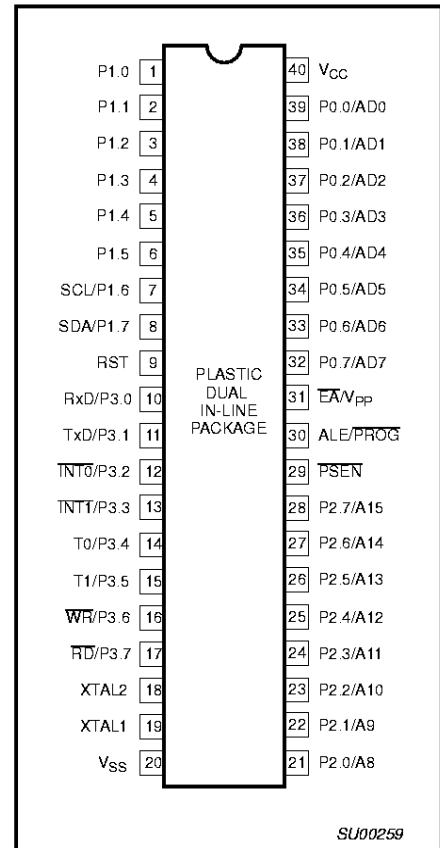 P1.0 1 40 VCC
P1.1 2 39 P0.0/AD0
P1.2 3 38 P0.1/AD1
P1.3 4 37 P0.2/AD2
P1.4 5 36 P0.3/AD3
P1.5 6 35 P0.4/AD4
SCL/P1.6 7 34 P0.5/AD5
SDA/P1.7 8 33 P0.6/AD6
RST 9 32 P0.7/AD7
PLASTIC
DUAL
IN-LINE
PACKAGE
RxD/P3.0 10 31 E̅A̅/VPP
TxD/P3.1 11 30 ALE/P̅R̅O̅G̅
I̅N̅T̅0̅/P3.2 12 29 P̅S̅E̅N̅
I̅N̅T̅1̅/P3.3 13 28 P2.7/A15
T0/P3.4 14 27 P2.6/A14
T1/P3.5 15 26 P2.5/A13
W̅R̅/P3.6 16 25 P2.4/A12
R̅D̅/P3.7 17 24 P2.3/A11
XTAL2 18 23 P2.2/A10
XTAL1 19 22 P2.1/A9
VSS 20 21 P2.0/A8
SU00259